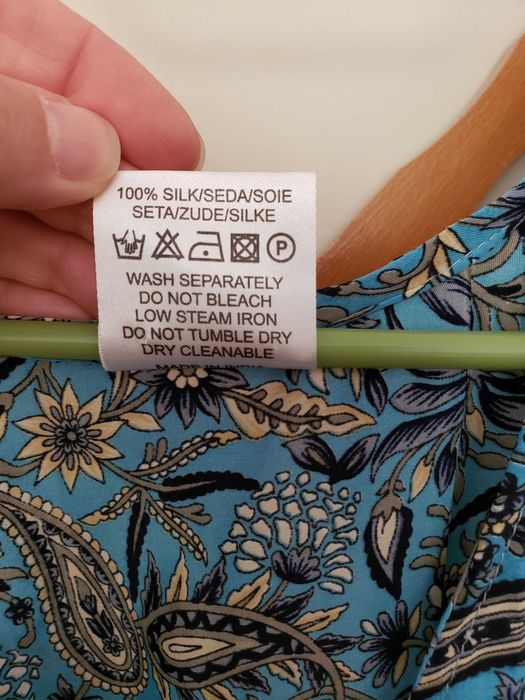 100% SILK/SEDA/SOIE
SETA/ZUDE/SILKE
P
WASH SEPARATELY
DO NOT BLEACH
LOW STEAM IRON
DO NOT TUMBLE DRY
DRY CLEANABLE